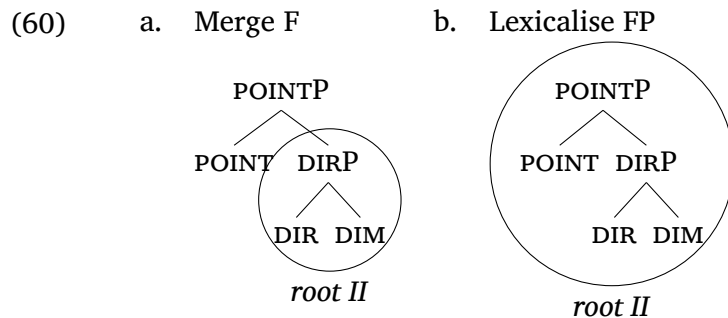 (60) a. Merge F b. Lexicalise FP
POINTP POINTP
POINT DIRP POINT DIRP
DIR DIM DIR DIM
root II root II